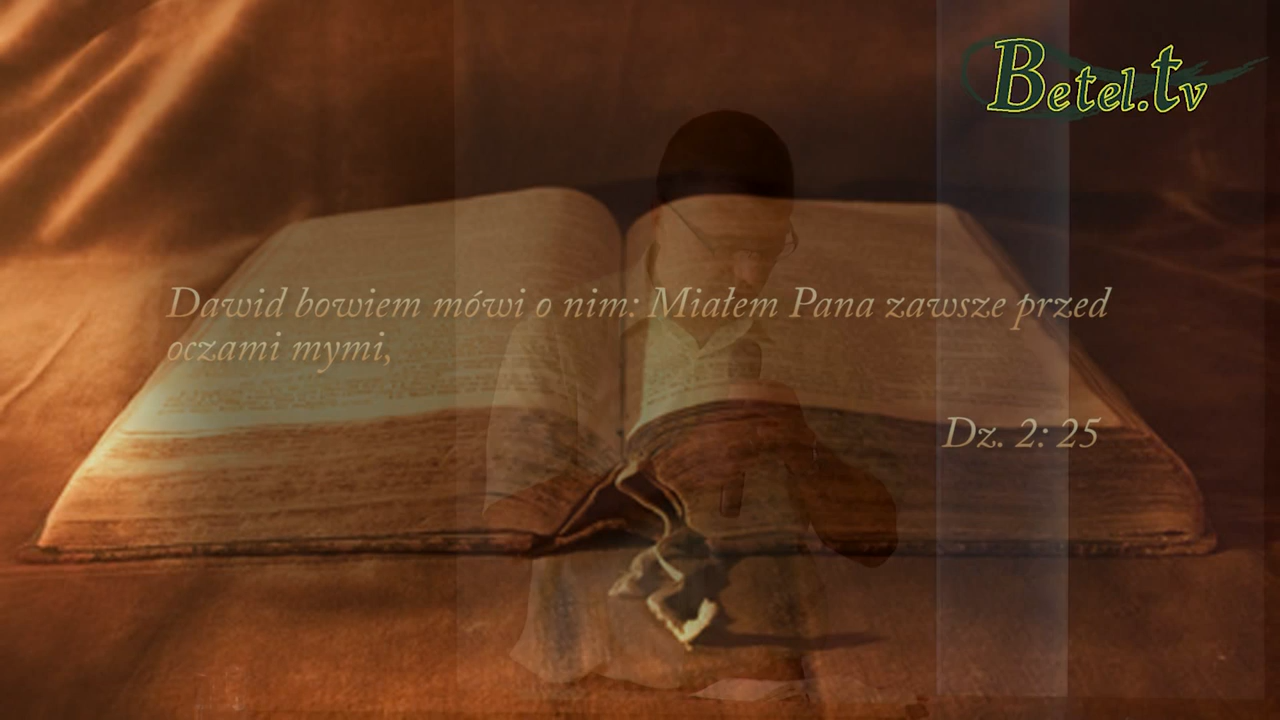 Betel.tv
Dawid bowiem mówi o nim: Miałem Pana zawsze przed
oczami mymi,
Dz. 2: 25